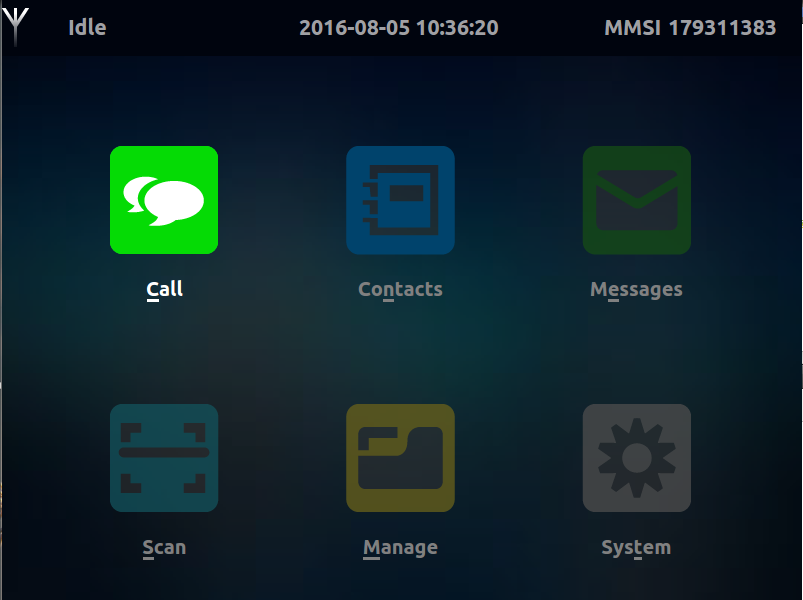 Idle 2016-08-05 10:36:20 MMSI 179311383
Call Contacts Messages
Scan Manage System